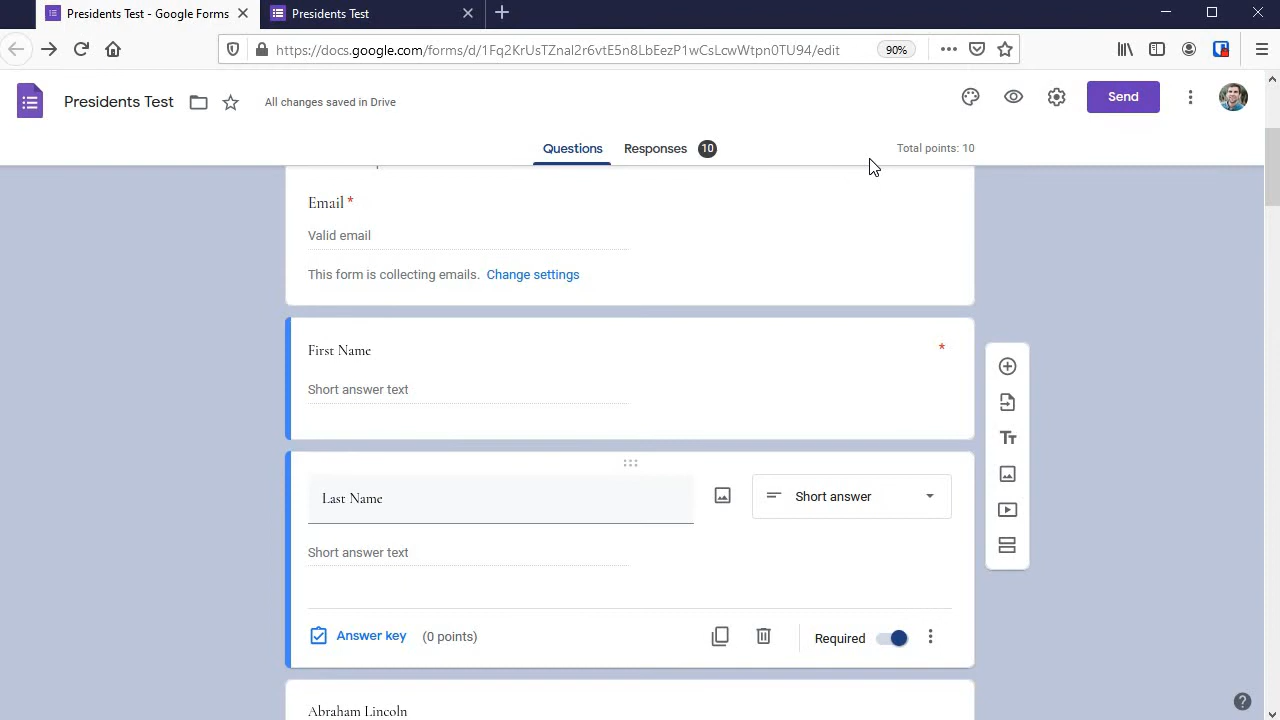 Presidents Test - Google Forms
Presidents Test
https://docs.google.com/forms/d/1Fq2KrUsTZnaI2r6vtE5n8LbEezP1wCsLcwWtpn0TU94/edit
90%
Presidents Test
All changes saved in Drive
Send
Questions
Responses 10
Total points: 10
Email *
Valid email
This form is collecting emails. Change settings
First Name *
Short answer text
Last Name
Short answer
Short answer text
Answer key (0 points)
Required
Abraham Lincoln